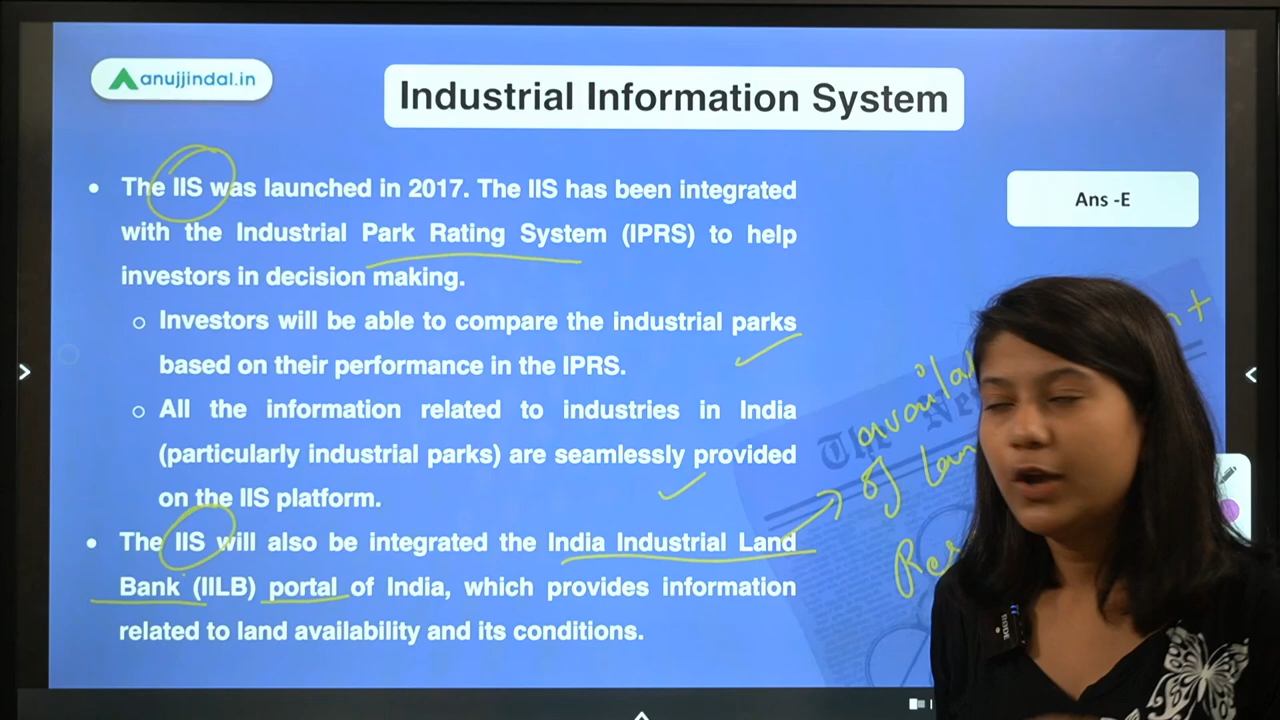 anujjindal.in
Industrial Information System
• The IIS was launched in 2017. The IIS has been integrated
with the Industrial Park Rating System (IPRS) to help
investors in decision making.
Ans -E
○ Investors will be able to compare the industrial parks
based on their performance in the IPRS.
○ All the information related to industries in India
(particularly industrial parks) are seamlessly provided
on the IIS platform.
• The IIS will also be integrated the India Industrial Land
Bank (IILB) portal of India, which provides information
related to land availability and its conditions.
of
The
RODE